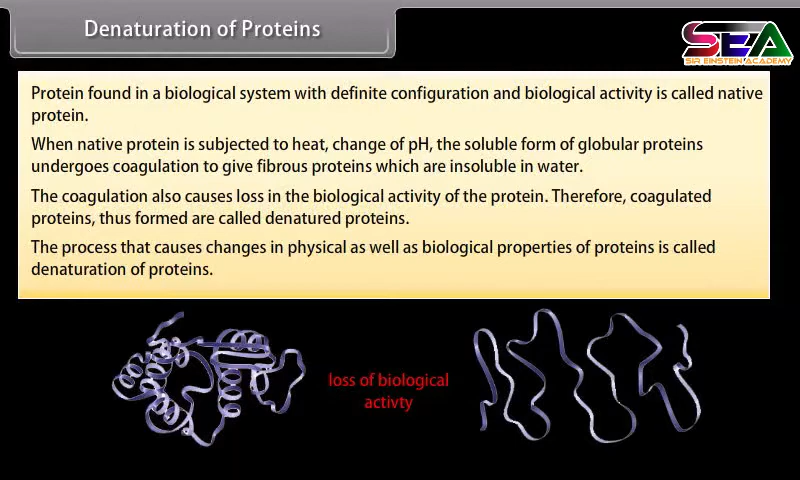 Denaturation of Proteins
SEA
SIR EINSTEIN ACADEMY
Protein found in a biological system with definite configuration and biological activity is called native
protein.
When native protein is subjected to heat, change of pH, the soluble form of globular proteins
undergoes coagulation to give fibrous proteins which are insoluble in water.
The coagulation also causes loss in the biological activity of the protein. Therefore, coagulated
proteins, thus formed are called denatured proteins.
The process that causes changes in physical as well as biological properties of proteins is called
denaturation of proteins.
loss of biological
activty